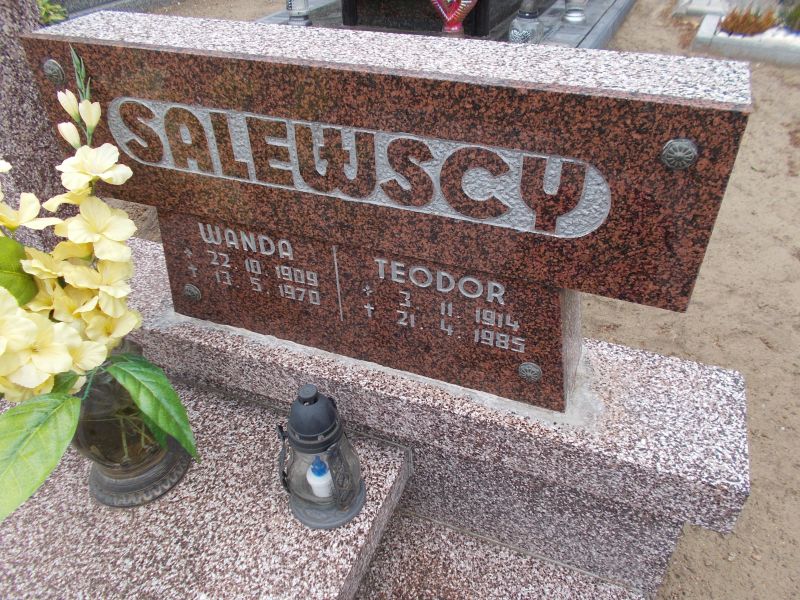 SALEWSCY
WANDA
* 22. 10. 1909
† 13. 5. 1970
TEODOR
* 3. 11. 1914
† 21. 4. 1985